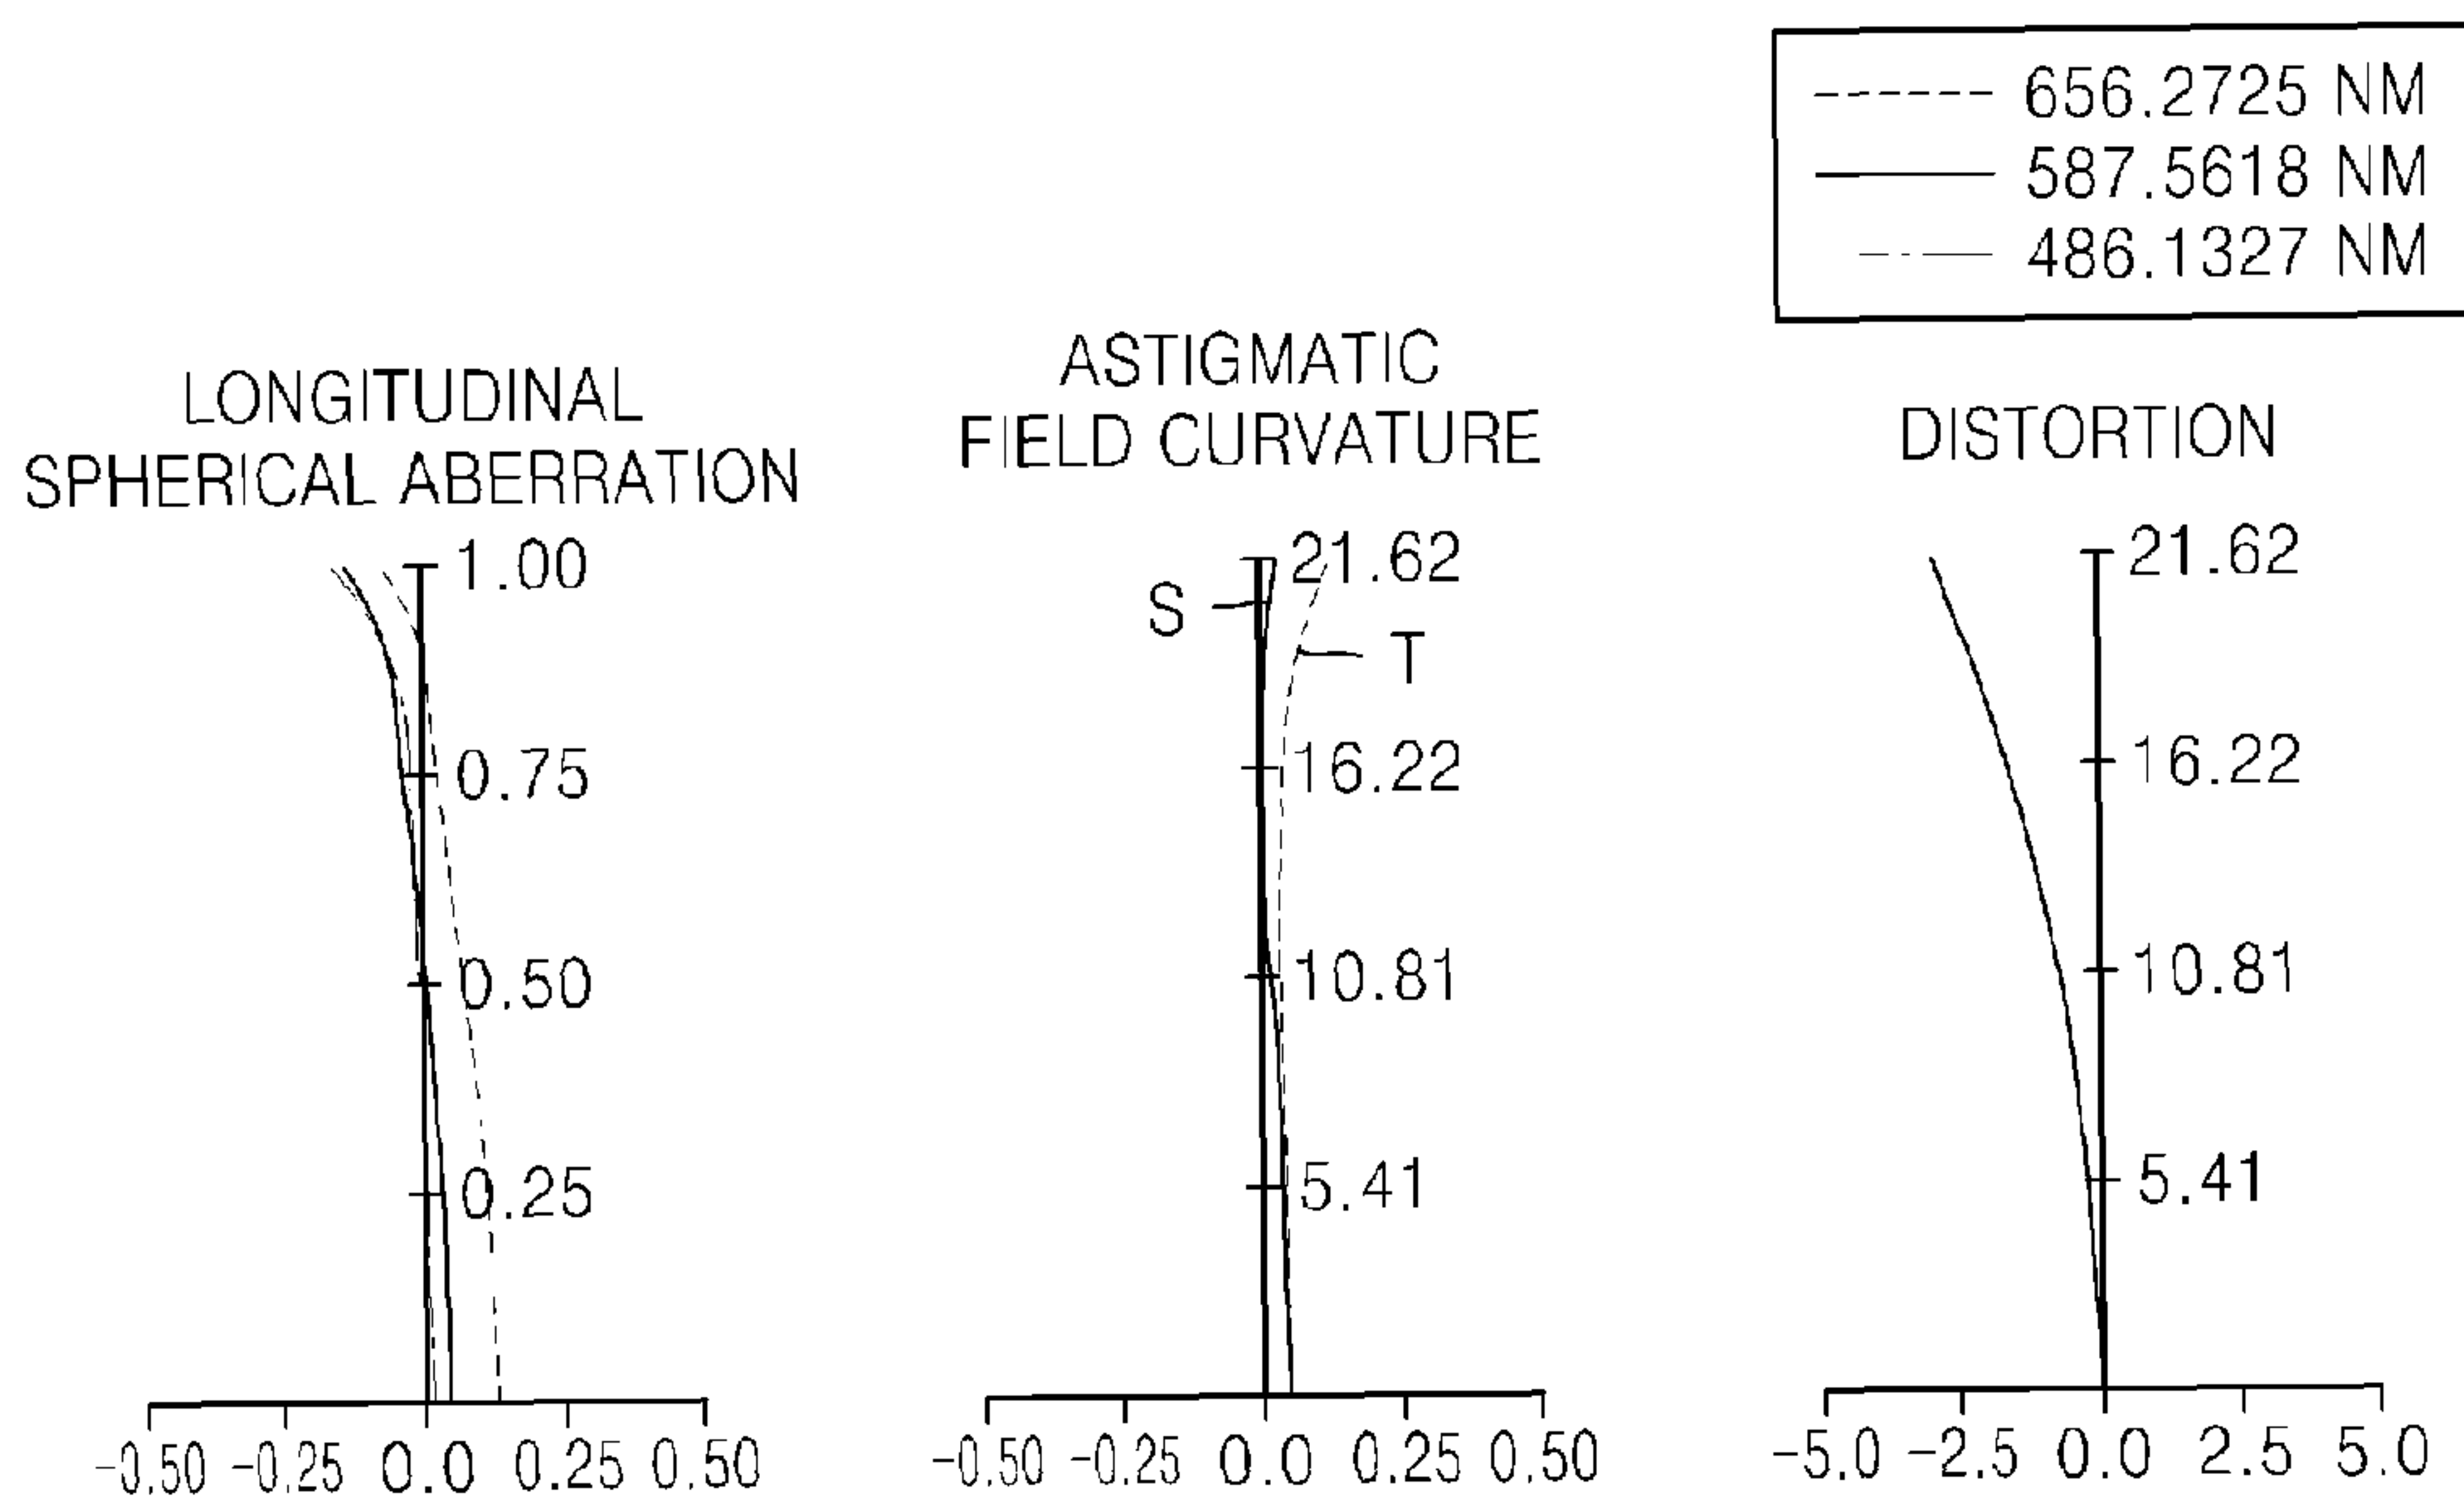 656.2725 NM
587.5618 NM
486.1327 NM
LONGITUDINAL
SPHERICAL ABERRATION
1.00
0.75
0.50
0.25
-0.50 -0.25 0.0 0.25 0.50
ASTIGMATIC
FIELD CURVATURE
21.62
S
T
16.22
10.81
5.41
-0.50 -0.25 0.0 0.25 0.50
DISTORTION
21.62
16.22
10.81
5.41
-5.0 -2.5 0.0 2.5 5.0